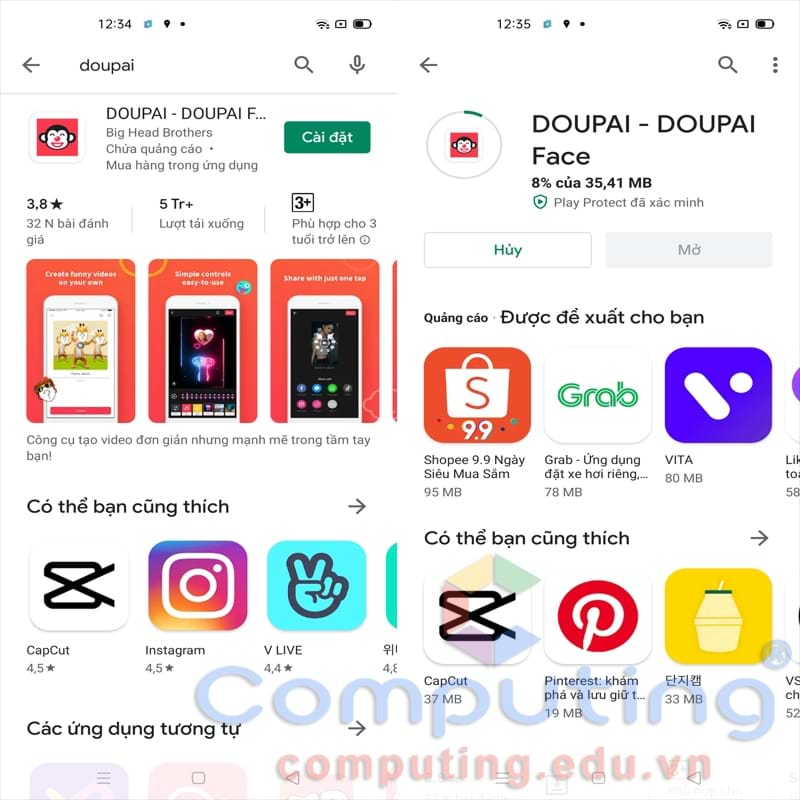 12:34
doupai
DOUPAI - DOUPAI F...
Big Head Brothers
Chứa quảng cáo •
Mua hàng trong ứng dụng
Cài đặt
3,8★
32 N bài đánh
giá
5 Tr+
Lượt tải xuống
3+
Phù hợp cho 3
tuổi trở lên
Create funny videos
on your own
Simple controls
easy-to-use
Share with just one tap
Công cụ tạo video đơn giản nhưng mạnh mẽ trong tầm tay
bạn!
Có thể bạn cũng thích
CapCut
4,5★
Instagram
4,5★
V LIVE
4,4★
위
4,8
Các ứng dụng tương tự
12:35
DOUPAI - DOUPAI
Face
8% của 35,41 MB
Play Protect đã xác minh
Hủy
Mở
Quảng cáo · Được đề xuất cho bạn
S
9.9
Grab
Shopee 9.9 Ngày
Siêu Mua Sắm
95 MB
Grab - Ứng dụng
đặt xe hơi riêng,...
78 MB
VITA
80 MB
Lik
toà
58
Có thể bạn cũng thích
CapCut
37 MB
Pinterest: khám
phá và lưu giữ t...
19 MB
단지캠
33 MB
VS
ch
52
Computing®
computing.edu.vn